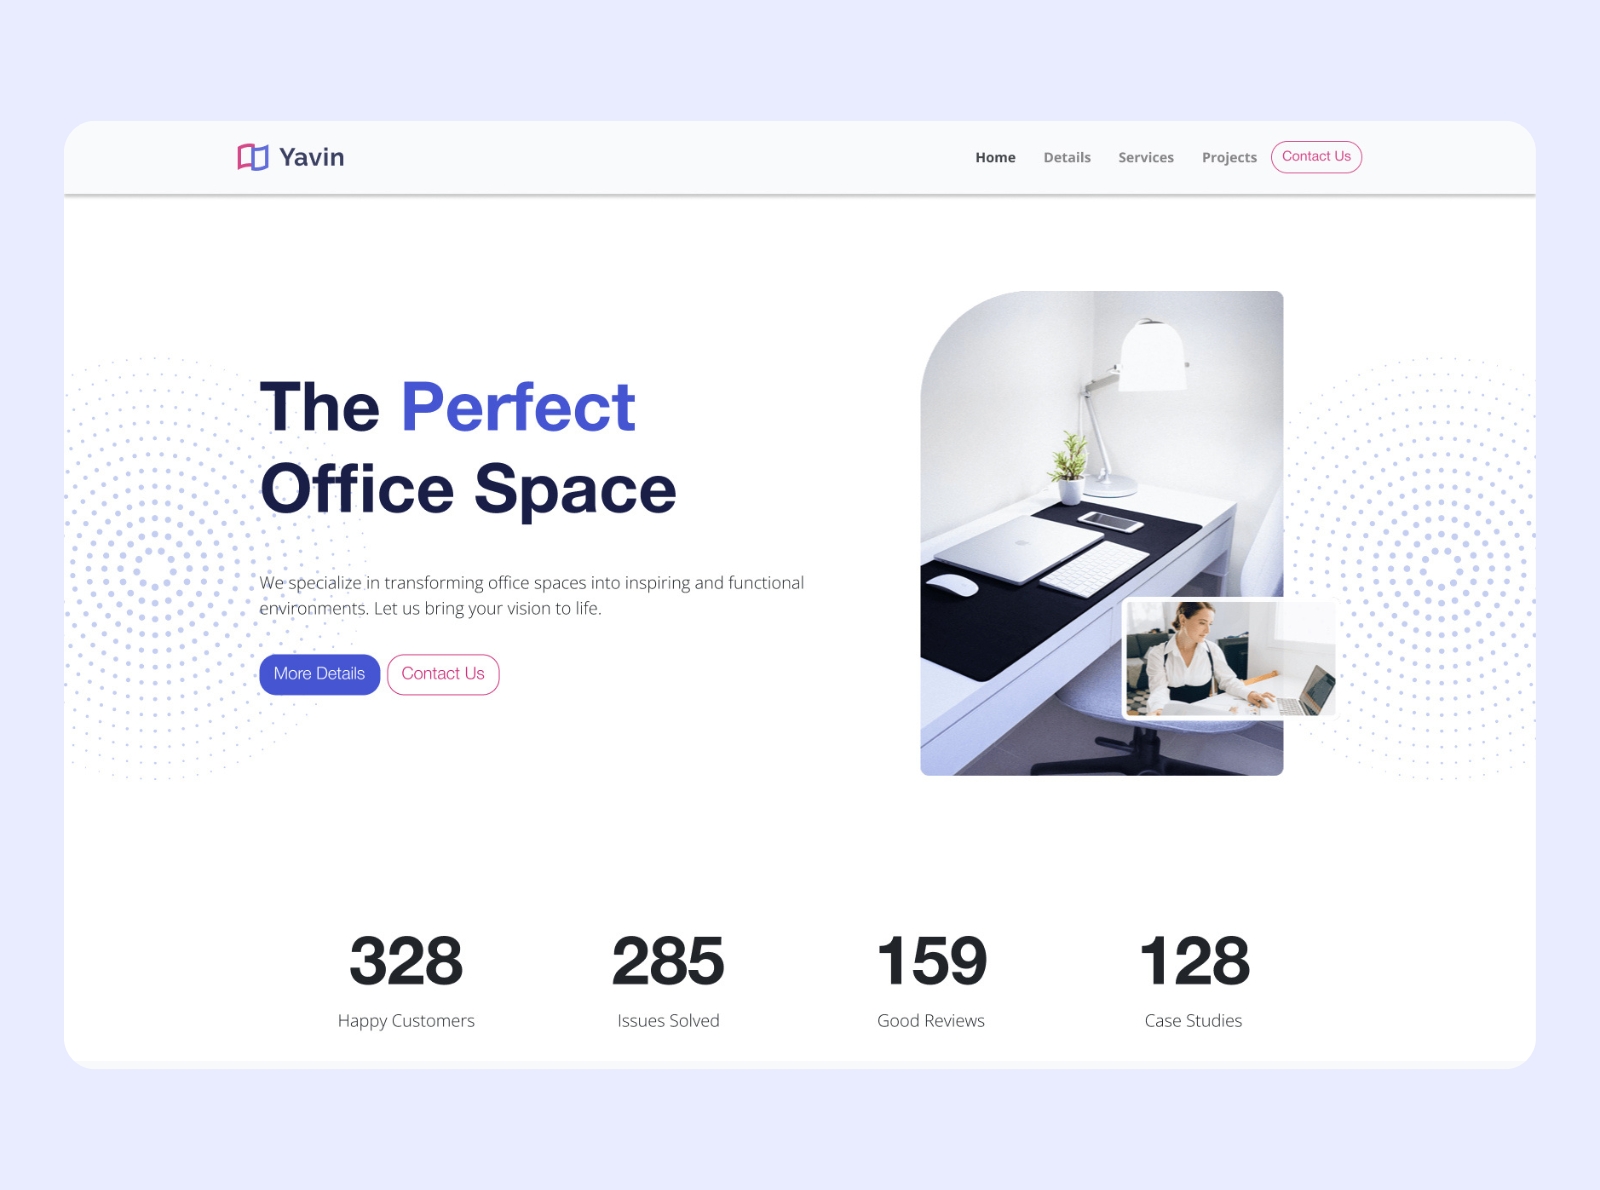 Yavin
Home Details Services Projects Contact Us
The Perfect
Office Space
We specialize in transforming office spaces into inspiring and functional
environments. Let us bring your vision to life.
More Details Contact Us
328 285 159 128
Happy Customers Issues Solved Good Reviews Case Studies